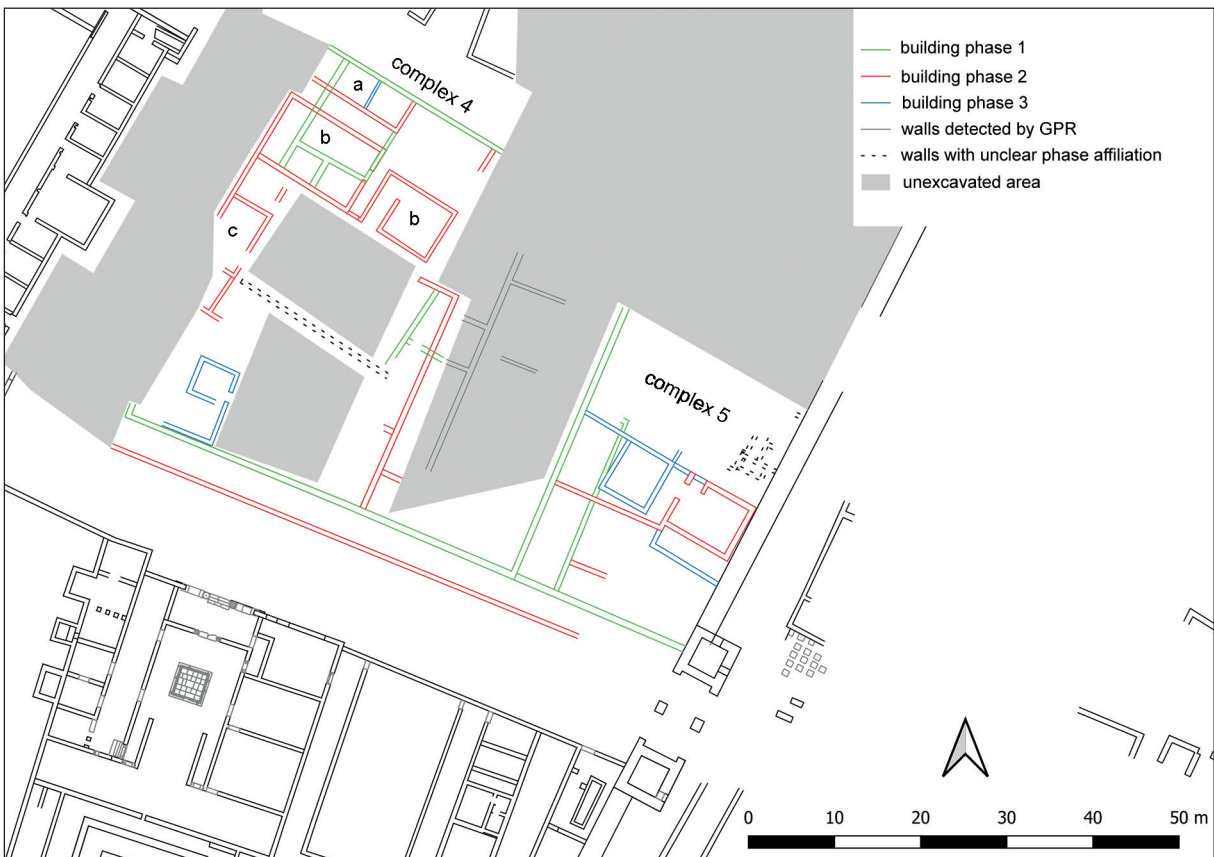 complex 4
a
b
b
c
complex 5
building phase 1
building phase 2
building phase 3
walls detected by GPR
walls with unclear phase affiliation
unexcavated area
0 10 20 30 40 50 m